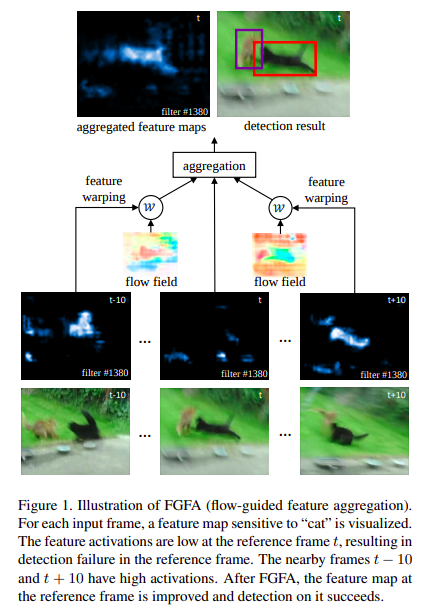 t
t
filter #1380
aggregated feature maps
detection result
aggregation
feature
warping
feature
warping
W
W
flow field
flow field
t-10
t
t+10
...
...
filter #1380
filter #1380
filter #1380
t-10
t
t+10
...
...
Figure 1. Illustration of FGFA (flow-guided feature aggregation).
For each input frame, a feature map sensitive to “cat” is visualized.
The feature activations are low at the reference frame t, resulting in
detection failure in the reference frame. The nearby frames t − 10
and t + 10 have high activations. After FGFA, the feature map at
the reference frame is improved and detection on it succeeds.